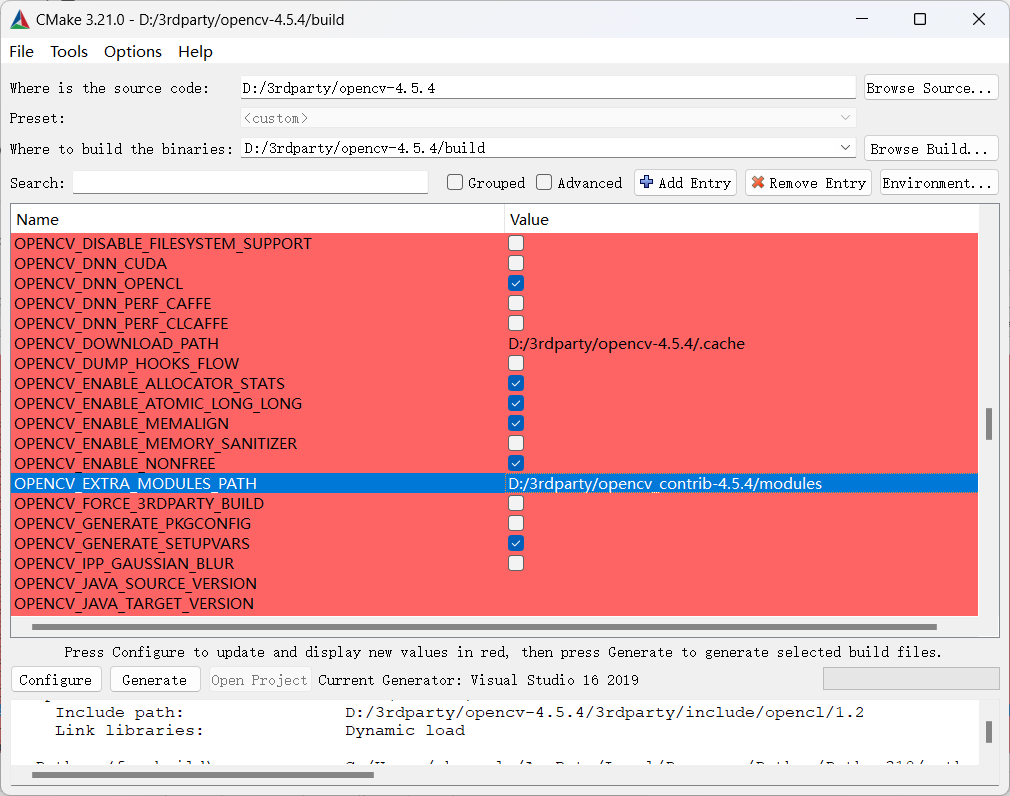 CMake 3.21.0 - D:/3rdparty/opencv-4.5.4/build
File Tools Options Help
Where is the source code: D:/3rdparty/opencv-4.5.4 Browse Source...
Preset: <custom>
Where to build the binaries: D:/3rdparty/opencv-4.5.4/build Browse Build...
Search: Grouped Advanced Add Entry Remove Entry Environment...
Name Value
OPENCV_DISABLE_FILESYSTEM_SUPPORT
OPENCV_DNN_CUDA
OPENCV_DNN_OPENCL
OPENCV_DNN_PERF_CAFFE
OPENCV_DNN_PERF_CLCAFFE
OPENCV_DOWNLOAD_PATH D:/3rdparty/opencv-4.5.4/.cache
OPENCV_DUMP_HOOKS_FLOW
OPENCV_ENABLE_ALLOCATOR_STATS
OPENCV_ENABLE_ATOMIC_LONG_LONG
OPENCV_ENABLE_MEMALIGN
OPENCV_ENABLE_MEMORY_SANITIZER
OPENCV_ENABLE_NONFREE
OPENCV_EXTRA_MODULES_PATH D:/3rdparty/opencv_contrib-4.5.4/modules
OPENCV_FORCE_3RDPARTY_BUILD
OPENCV_GENERATE_PKGCONFIG
OPENCV_GENERATE_SETUPVARS
OPENCV_IPP_GAUSSIAN_BLUR
OPENCV_JAVA_SOURCE_VERSION
OPENCV_JAVA_TARGET_VERSION
Press Configure to update and display new values in red, then press Generate to generate selected build files.
Configure Generate Open Project Current Generator: Visual Studio 16 2019
Include path: D:/3rdparty/opencv-4.5.4/3rdparty/include/opencl/1.2
Link libraries: Dynamic load